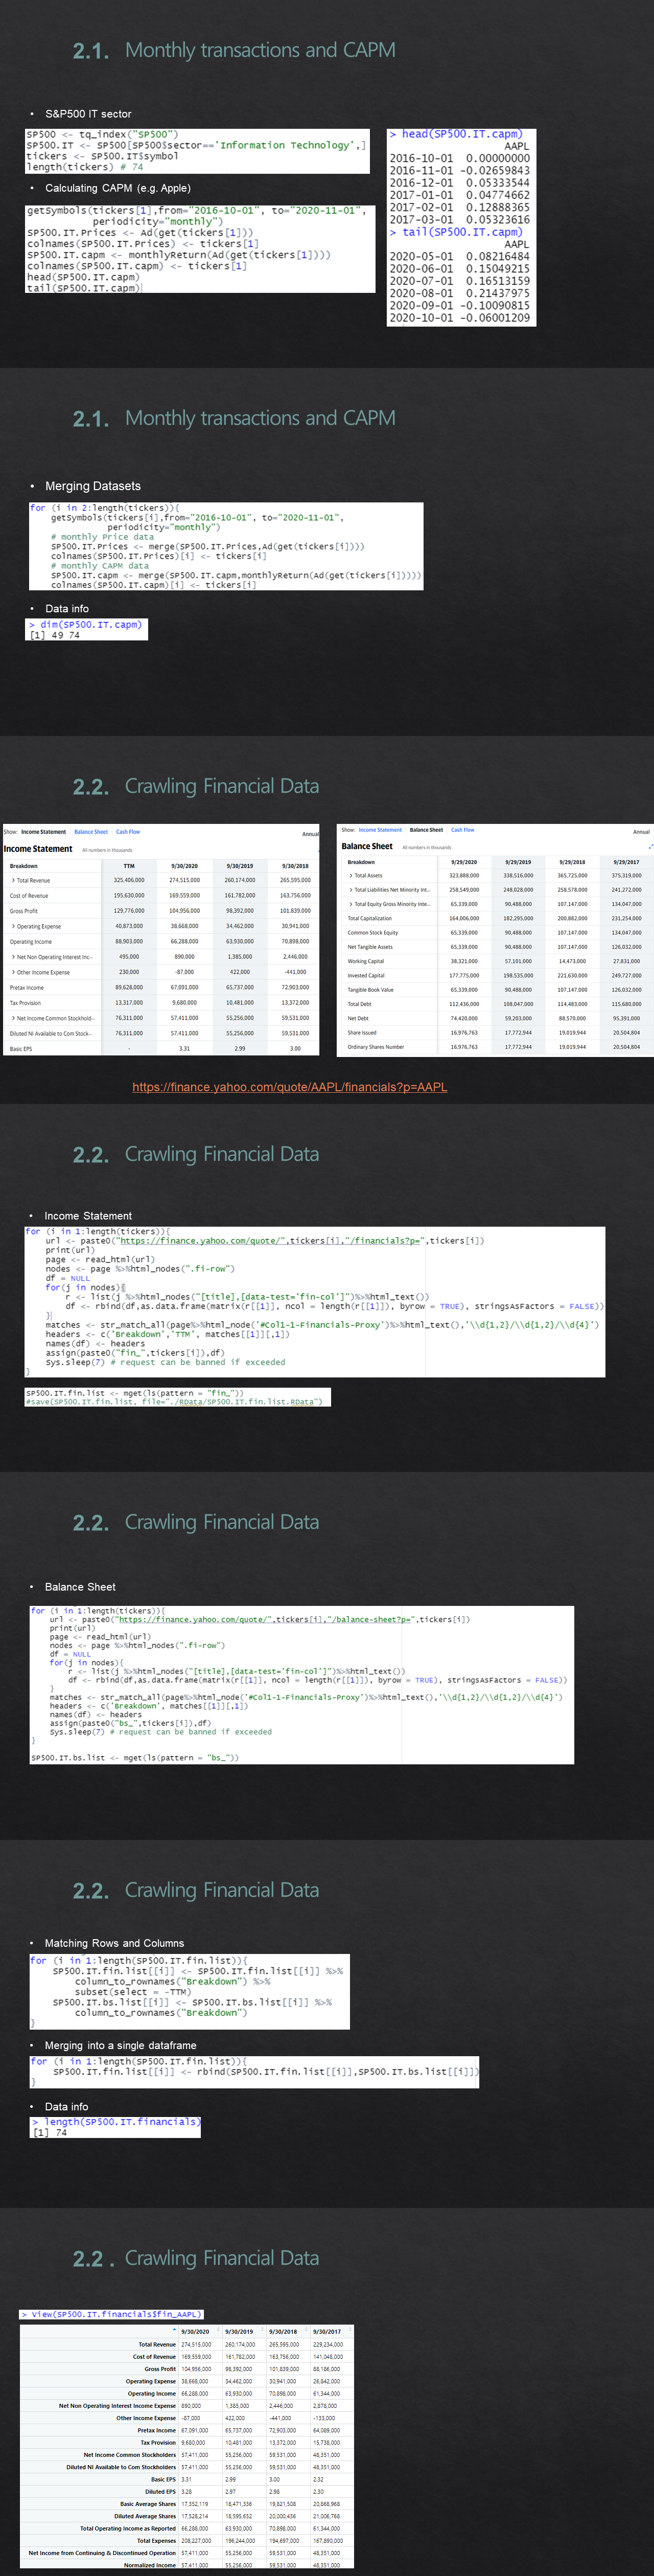 2.1. Monthly transactions and CAPM
• S&P500 IT sector
SP500 <- tq_index("SP500")
SP500.IT <- SP500[SP500$sector=='Information Technology',]
tickers <- SP500.IT$symbol
length(tickers) # 74
• Calculating CAPM (e.g. Apple)
getSymbols(tickers[1],from="2016-10-01", to="2020-11-01",
periodicity="monthly")
SP500.IT.Prices <- Ad(get(tickers[1]))
colnames(SP500.IT.Prices) <- tickers[1]
SP500.IT.capm <- monthlyReturn(Ad(get(tickers[1])))
colnames(SP500.IT.capm) <- tickers[1]
head(SP500.IT.capm)
tail(SP500.IT.capm)
> head(SP500.IT.capm)
AAPL
2016-10-01 0.00000000
2016-11-01 -0.02659843
2016-12-01 0.05333544
2017-01-01 0.04774662
2017-02-01 0.12888365
2017-03-01 0.05323616
> tail(SP500.IT.capm)
AAPL
2020-05-01 0.08216484
2020-06-01 0.15049215
2020-07-01 0.16513159
2020-08-01 0.21437975
2020-09-01 -0.10090815
2020-10-01 -0.06001209
2.1. Monthly transactions and CAPM
• Merging Datasets
for (i in 2:length(tickers)){
getSymbols(tickers[i],from="2016-10-01", to="2020-11-01",
periodicity="monthly")
# monthly Price data
SP500.IT.Prices <- merge(SP500.IT.Prices,Ad(get(tickers[i])))
colnames(SP500.IT.Prices)[i] <- tickers[i]
# monthly CAPM data
SP500.IT.capm <- merge(SP500.IT.capm,monthlyReturn(Ad(get(tickers[i]))))
colnames(SP500.IT.capm)[i] <- tickers[i]
• Data info
> dim(SP500.IT.capm)
[1] 49 74
2.2. Crawling Financial Data
Show: Income Statement Balance Sheet Cash Flow Annual
Income Statement All numbers in thousands
Breakdown TTM 9/30/2020 9/30/2019 9/30/2018
> Total Revenue 325,406,000 274,515,000 260,174,000 265,595,000
Cost of Revenue 195,630,000 169,559,000 161,782,000 163,756,000
Gross Profit 129,776,000 104,956,000 98,392,000 101,839,000
> Operating Expense 40,873,000 38,668,000 34,462,000 30,941,000
Operating Income 88,903,000 66,288,000 63,930,000 70,898,000
> Net Non Operating Interest Inc... 495,000 890,000 1,385,000 2,446,000
> Other Income Expense 230,000 -87,000 422,000 -441,000
Pretax Income 89,628,000 67,091,000 65,737,000 72,903,000
Tax Provision 13,317,000 9,680,000 10,481,000 13,372,000
> Net Income Common Stockhold... 76,311,000 57,411,000 55,256,000 59,531,000
Diluted NI Available to Com Stock... 76,311,000 57,411,000 55,256,000 59,531,000
Basic EPS - 3.31 2.99 3.00
Show: Income Statement Balance Sheet Cash Flow Annual
Balance Sheet All numbers in thousands
Breakdown 9/29/2020 9/29/2019 9/29/2018 9/29/2017
> Total Assets 323,888,000 338,516,000 365,725,000 375,319,000
> Total Liabilities Net Minority Int... 258,549,000 248,028,000 258,578,000 241,272,000
> Total Equity Gross Minority Inte... 65,339,000 90,488,000 107,147,000 134,047,000
Total Capitalization 164,006,000 182,295,000 200,882,000 231,254,000
Common Stock Equity 65,339,000 90,488,000 107,147,000 134,047,000
Net Tangible Assets 65,339,000 90,488,000 107,147,000 126,032,000
Working Capital 38,321,000 57,101,000 14,473,000 27,831,000
Invested Capital 177,775,000 198,535,000 221,630,000 249,727,000
Tangible Book Value 65,339,000 90,488,000 107,147,000 126,032,000
Total Debt 112,436,000 108,047,000 114,483,000 115,680,000
Net Debt 74,420,000 59,203,000 88,570,000 95,391,000
Share Issued 16,976,763 17,772,944 19,019,944 20,504,804
Ordinary Shares Number 16,976,763 17,772,944 19,019,944 20,504,804
https://finance.yahoo.com/quote/AAPL/financials?p=AAPL
2.2. Crawling Financial Data
• Income Statement
for (i in 1:length(tickers)){
url <- paste0("https://finance.yahoo.com/quote/",tickers[i],"/financials?p=",tickers[i])
print(url)
page <- read_html(url)
nodes <- page %>%html_nodes(".fi-row")
df = NULL
for(j in nodes){
r <- list(j %>%html_nodes("[title],[data-test='fin-col']")%>%html_text())
df <- rbind(df,as.data.frame(matrix(r[[1]], ncol = length(r[[1]]), byrow = TRUE), stringsAsFactors = FALSE))
}
matches <- str_match_all(page%>%html_node('#Col1-1-Financials-Proxy')%>%html_text(),'\\d{1,2}/\\d{1,2}/\\d{4}')
headers <- c('Breakdown','TTM', matches[[1]][,1])
names(df) <- headers
assign(paste0("fin_",tickers[i]),df)
Sys.sleep(7) # request can be banned if exceeded
}
SP500.IT.fin.list <- mget(ls(pattern = "fin_"))
#save(SP500.IT.fin.list, file="./RData/SP500.IT.fin.list.RData")
2.2. Crawling Financial Data
• Balance Sheet
for (i in 1:length(tickers)){
url <- paste0("https://finance.yahoo.com/quote/",tickers[i],"/balance-sheet?p=",tickers[i])
print(url)
page <- read_html(url)
nodes <- page %>%html_nodes(".fi-row")
df = NULL
for(j in nodes){
r <- list(j %>%html_nodes("[title],[data-test='fin-col']")%>%html_text())
df <- rbind(df,as.data.frame(matrix(r[[1]], ncol = length(r[[1]]), byrow = TRUE), stringsAsFactors = FALSE))
}
matches <- str_match_all(page%>%html_node('#Col1-1-Financials-Proxy')%>%html_text(),'\\d{1,2}/\\d{1,2}/\\d{4}')
headers <- c('Breakdown', matches[[1]][,1])
names(df) <- headers
assign(paste0("bs_",tickers[i]),df)
Sys.sleep(7) # request can be banned if exceeded
}
SP500.IT.bs.list <- mget(ls(pattern = "bs_"))
2.2. Crawling Financial Data
• Matching Rows and Columns
for (i in 1:length(SP500.IT.fin.list)){
SP500.IT.fin.list[[i]] <- SP500.IT.fin.list[[i]] %>%
column_to_rownames("Breakdown") %>%
subset(select = -TTM)
SP500.IT.bs.list[[i]] <- SP500.IT.bs.list[[i]] %>%
column_to_rownames("Breakdown")
}
• Merging into a single dataframe
for (i in 1:length(SP500.IT.fin.list)){
SP500.IT.fin.list[[i]] <- rbind(SP500.IT.fin.list[[i]],SP500.IT.bs.list[[i]])
}
• Data info
> length(SP500.IT.financials)
[1] 74
2.2 . Crawling Financial Data
> View(SP500.IT.financials$fin_AAPL)
9/30/2020 9/30/2019 9/30/2018 9/30/2017
Total Revenue 274,515,000 260,174,000 265,595,000 229,234,000
Cost of Revenue 169,559,000 161,782,000 163,756,000 141,048,000
Gross Profit 104,956,000 98,392,000 101,839,000 88,186,000
Operating Expense 38,668,000 34,462,000 30,941,000 26,842,000
Operating Income 66,288,000 63,930,000 70,898,000 61,344,000
Net Non Operating Interest Income Expense 890,000 1,385,000 2,446,000 2,878,000
Other Income Expense -87,000 422,000 -441,000 -133,000
Pretax Income 67,091,000 65,737,000 72,903,000 64,089,000
Tax Provision 9,680,000 10,481,000 13,372,000 15,738,000
Net Income Common Stockholders 57,411,000 55,256,000 59,531,000 48,351,000
Diluted NI Available to Com Stockholders 57,411,000 55,256,000 59,531,000 48,351,000
Basic EPS 3.31 2.99 3.00 2.32
Diluted EPS 3.28 2.97 2.98 2.30
Basic Average Shares 17,352,119 18,471,336 19,821,508 20,868,968
Diluted Average Shares 17,528,214 18,595,652 20,000,436 21,006,768
Total Operating Income as Reported 66,288,000 63,930,000 70,898,000 61,344,000
Total Expenses 208,227,000 196,244,000 194,697,000 167,890,000
Net Income from Continuing & Discontinued Operation 57,411,000 55,256,000 59,531,000 48,351,000
Normalized Income 57,411,000 55,256,000 59,531,000 48,351,000